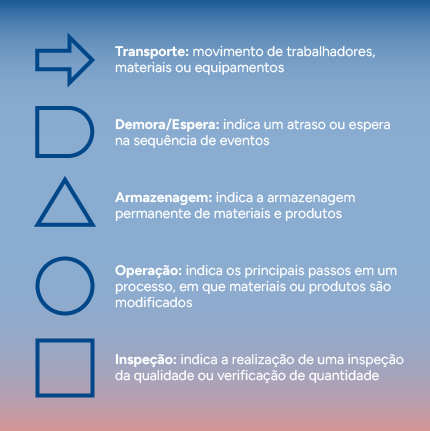 Transporte: movimento de trabalhadores,
materiais ou equipamentos
Demora/Espera: indica um atraso ou espera
na sequência de eventos
Armazenagem: indica a armazenagem
permanente de materiais e produtos
Operação: indica os principais passos em um
processo, em que materiais ou produtos são
modificados
Inspeção: indica a realização de uma inspeção
da qualidade ou verificação de quantidade